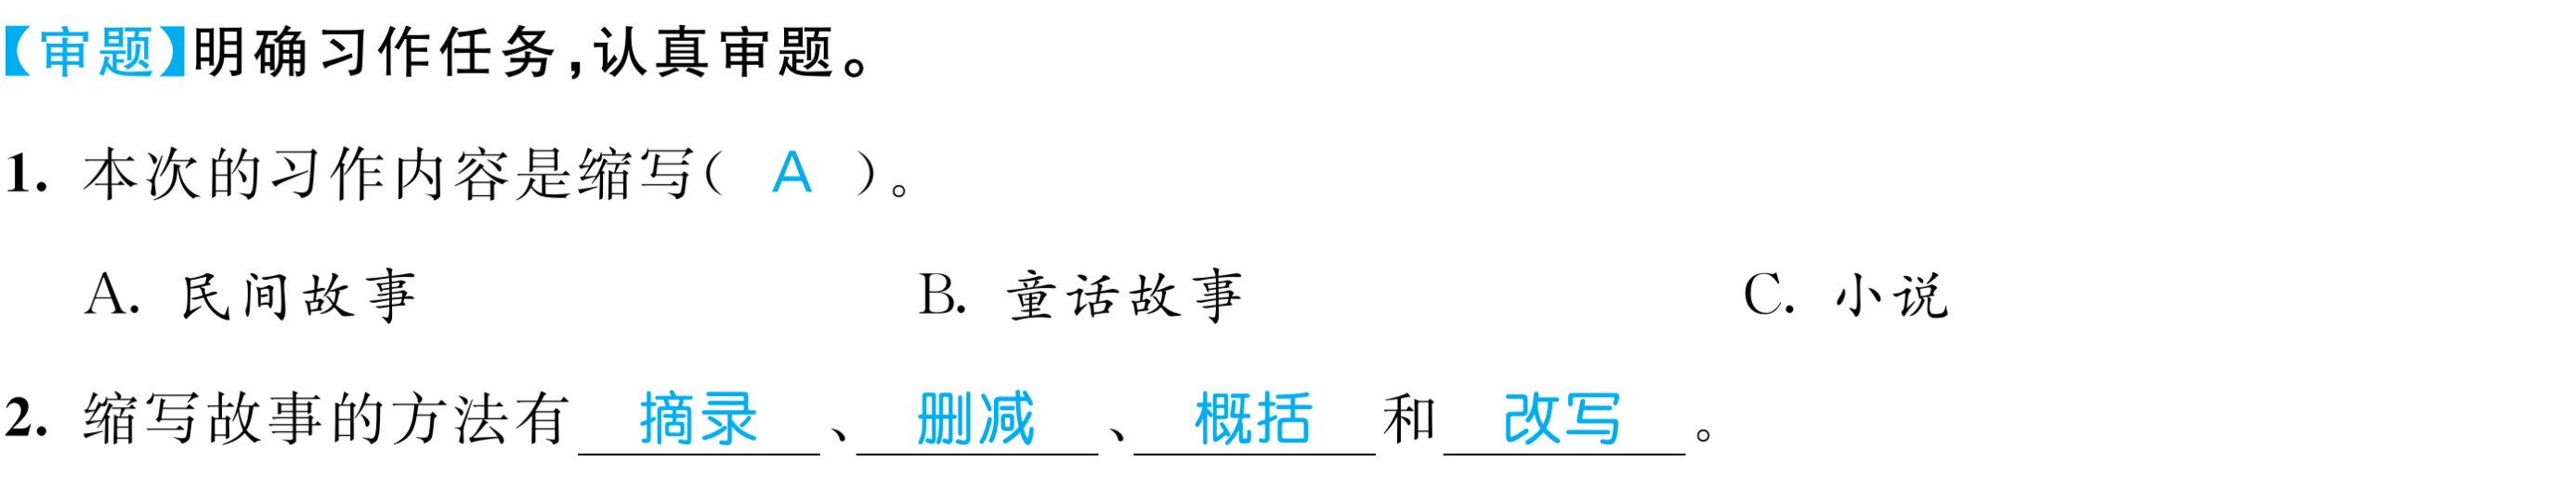 【审题】明确习作任务,认真审题。
1. 本次的习作内容是缩写( A )。
A. 民间故事 B. 童话故事 C. 小说
2. 缩写故事的方法有 摘录 、 删减 、 概括 和 改写 。